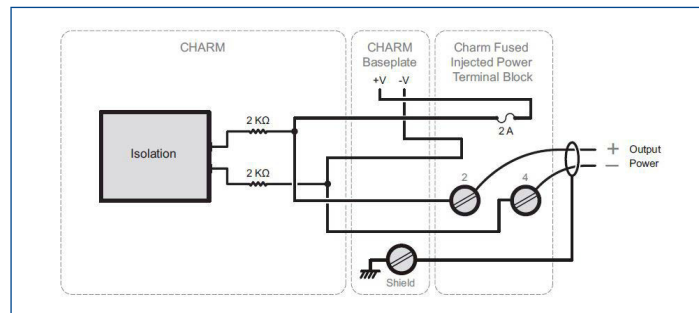 CHARM
CHARM
Baseplate
+V -V
Charm Fused
Injected Power
Terminal Block
2 KΩ
2 A
Isolation
2 KΩ
2
4
+ Output
− Power
Shield